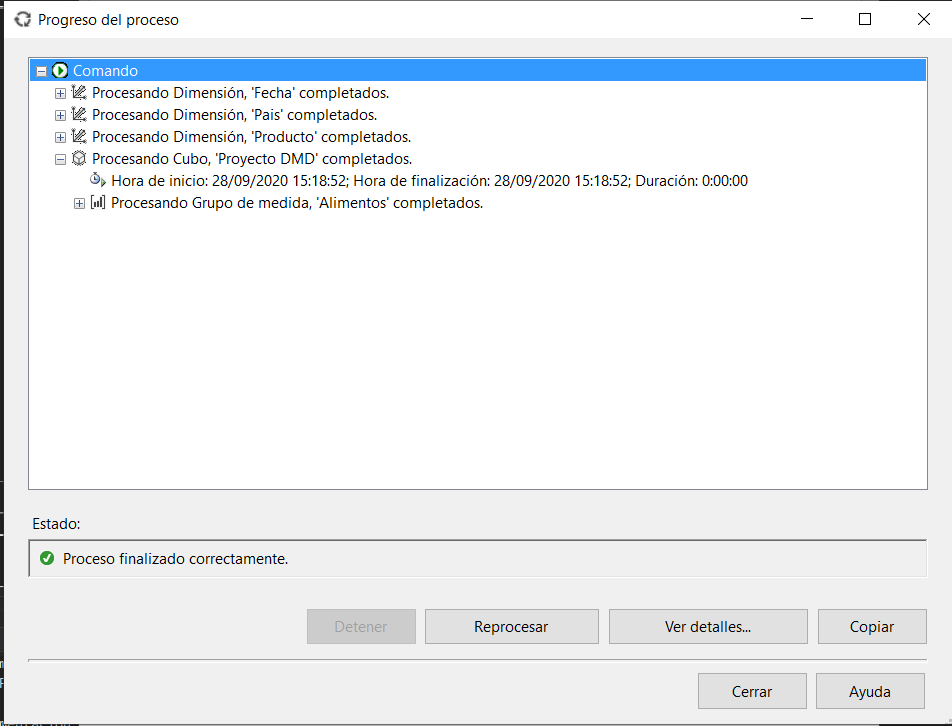 Progreso del proceso
Comando
Procesando Dimensión, 'Fecha' completados.
Procesando Dimensión, 'Pais' completados.
Procesando Dimensión, 'Producto' completados.
Procesando Cubo, 'Proyecto DMD' completados.
Hora de inicio: 28/09/2020 15:18:52; Hora de finalización: 28/09/2020 15:18:52; Duración: 0:00:00
Procesando Grupo de medida, 'Alimentos' completados.
Estado:
Proceso finalizado correctamente.
Detener
Reprocesar
Ver detalles...
Copiar
Cerrar
Ayuda